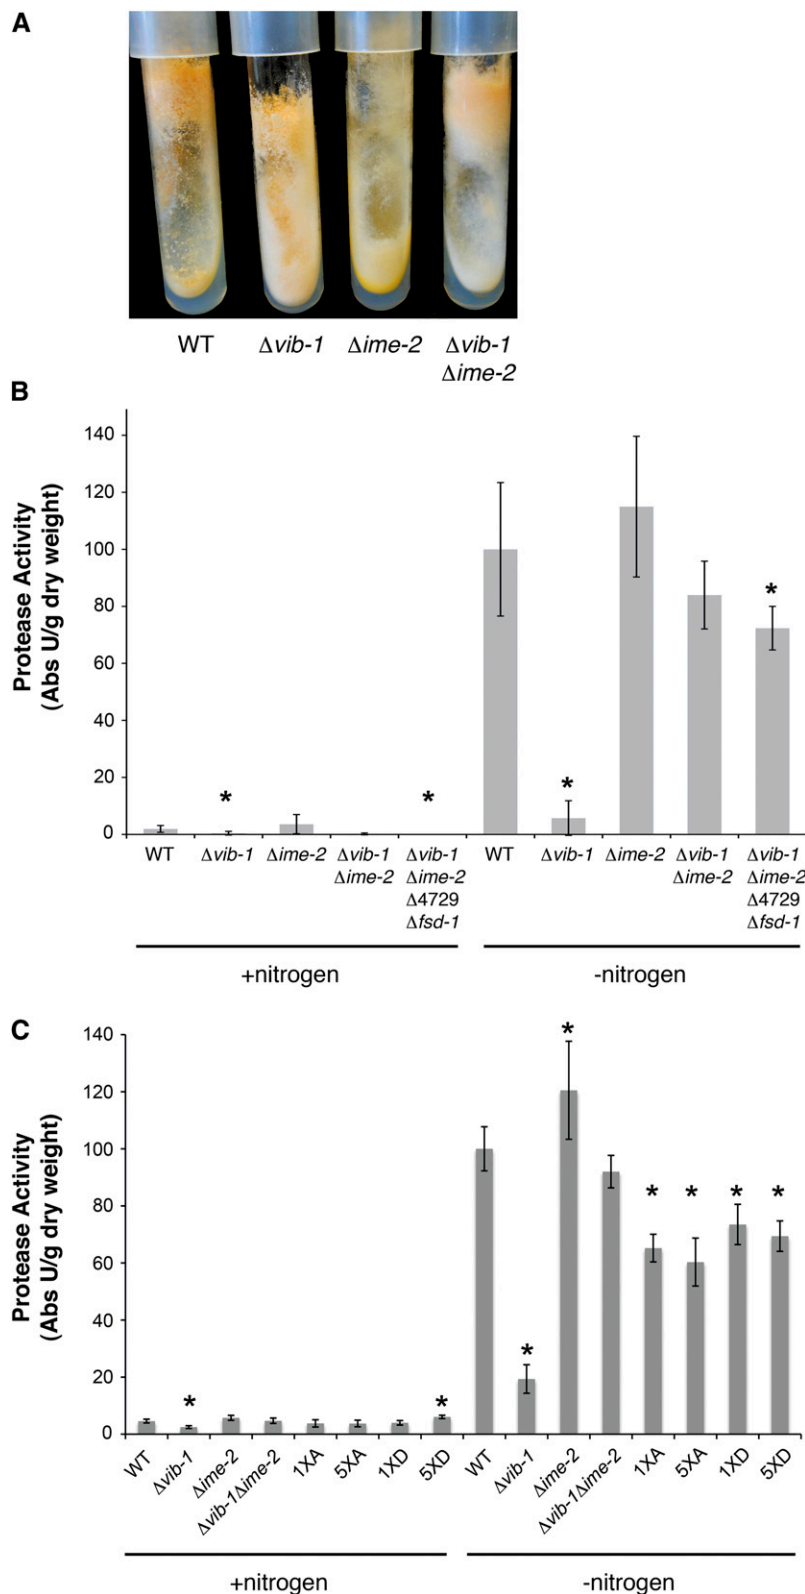 A
WT Δvib-1 Δime-2 Δvib-1
Δime-2
B
Protease Activity
(Abs U/g dry weight)
140
120
100
80
60
40
20
0
*
*
*
*
WT Δvib-1 Δime-2 Δvib-1 Δvib-1 WT Δvib-1 Δime-2 Δvib-1 Δvib-1
Δime-2 Δime-2 Δime-2 Δime-2
Δ4729 Δ4729
Δfsd-1 Δfsd-1
+nitrogen -nitrogen
C
Protease Activity
(Abs U/g dry weight)
140
120
100
80
60
40
20
0
*
*
*
*
*
*
*
*
WT Δvib-1 Δime-2 Δvib-1Δime-2 1XA 5XA 1XD 5XD WT Δvib-1 Δime-2 Δvib-1Δime-2 1XA 5XA 1XD 5XD
+nitrogen -nitrogen